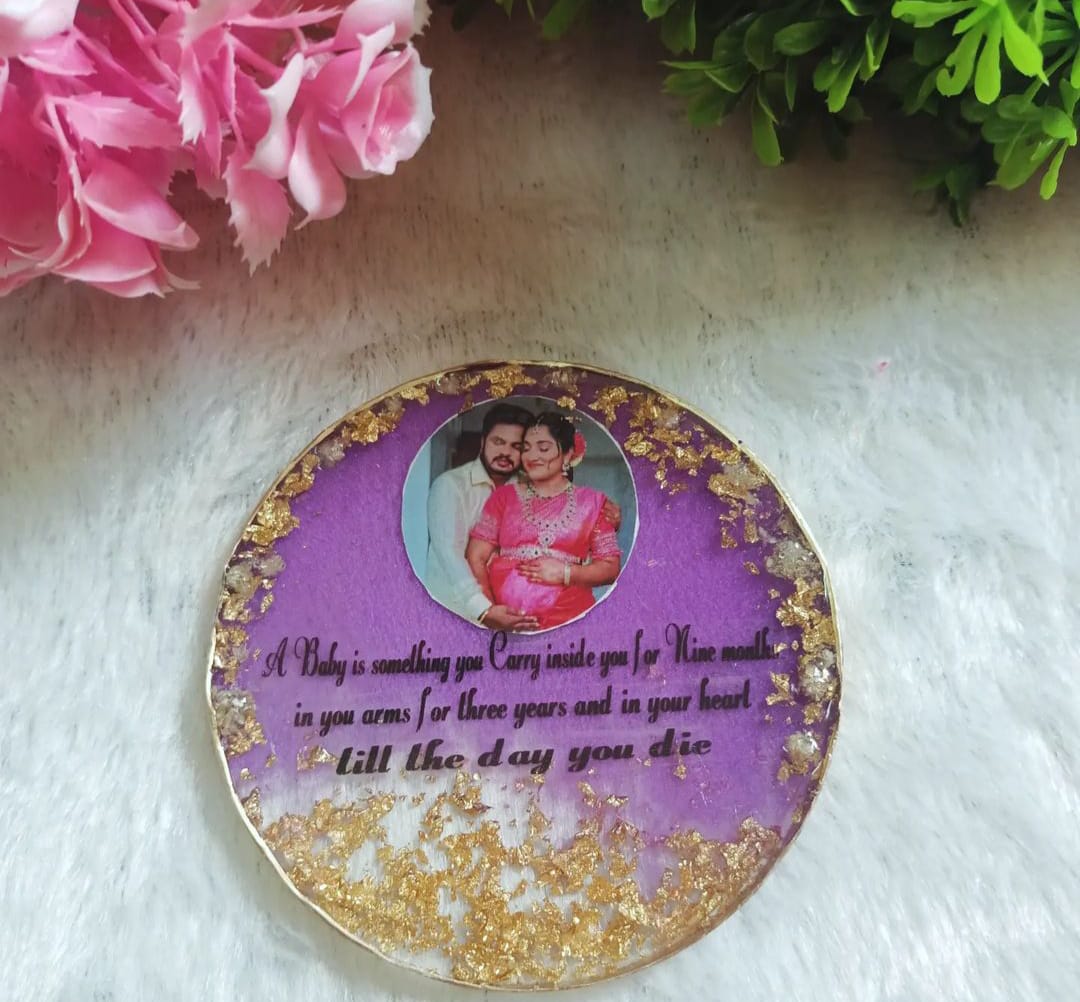 A Baby is something you Carry inside you for Nine months
in you arms for three years and in your heart
till the day you die